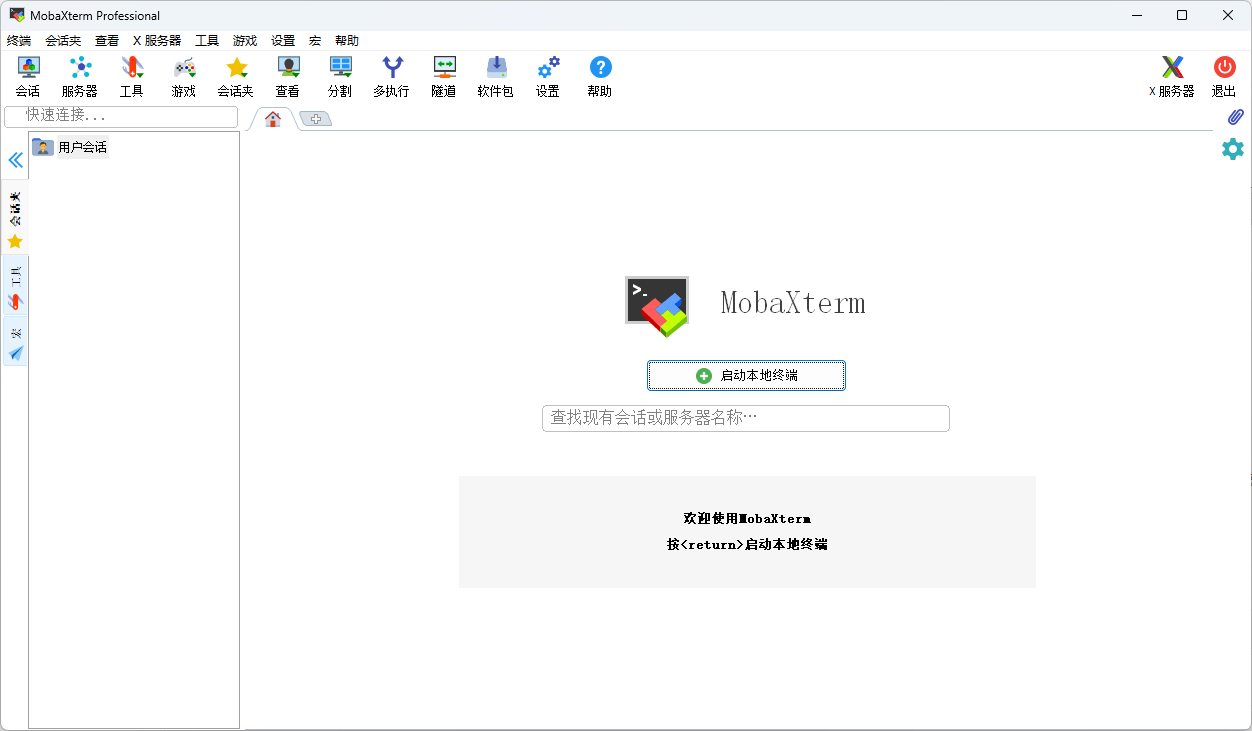 MobaXterm Professional
终端 会话夹 查看 X 服务器 工具 游戏 设置 宏 帮助
会话 服务器 工具 游戏 会话夹 查看 分割 多执行 隧道 软件包 设置 帮助 X 服务器 退出
快速连接...
用户会话
会话夹
工具
宏
>_
MobaXterm
启动本地终端
查找现有会话或服务器名称…
欢迎使用MobaXterm
按<return>启动本地终端